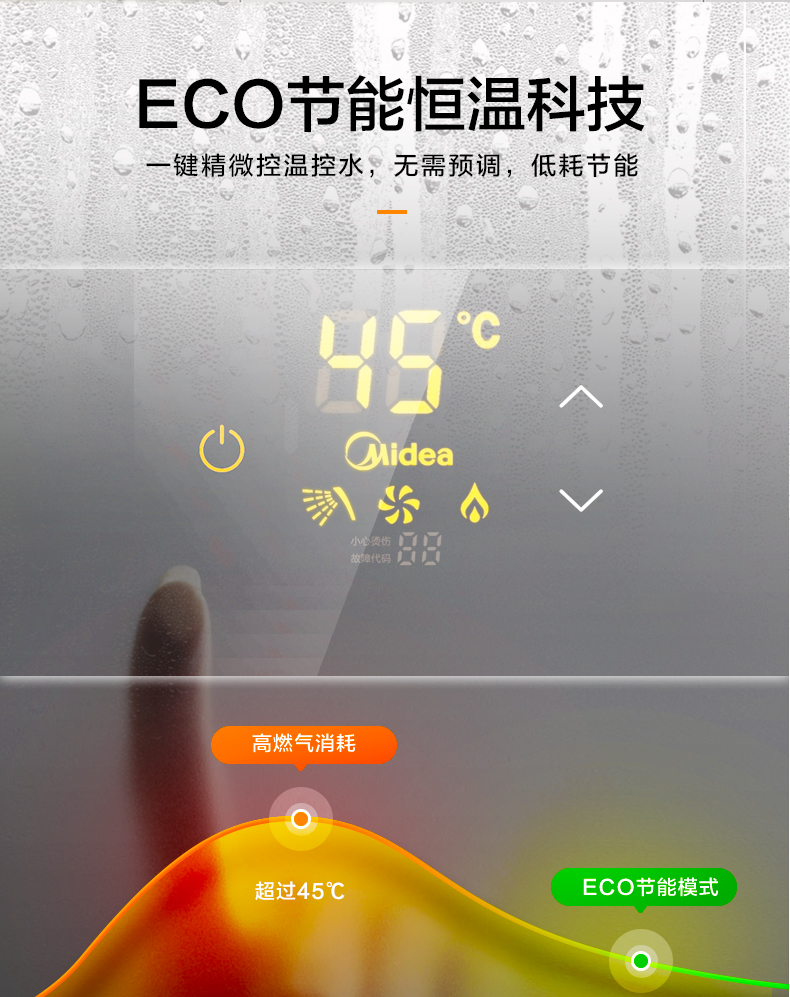 ECO节能恒温科技
一键精微控温控水，无需预调，低耗节能
45℃
Midea
小心烫伤
故障代码 88
高燃气消耗
超过45℃
ECO节能模式